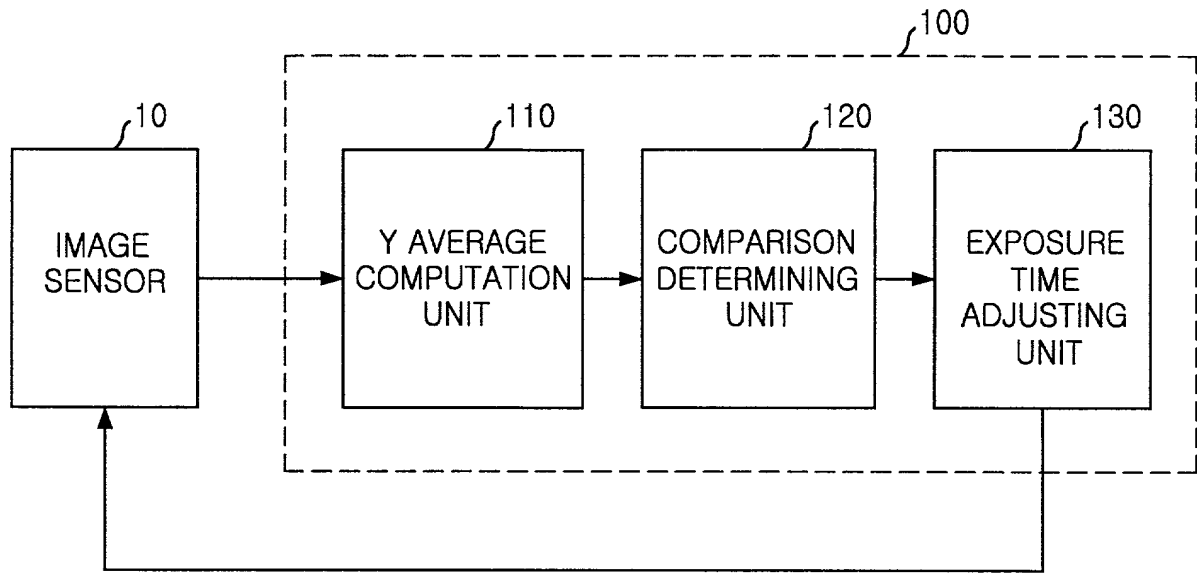 100
10
110
120
130
IMAGE
SENSOR
Y AVERAGE
COMPUTATION
UNIT
COMPARISON
DETERMINING
UNIT
EXPOSURE
TIME
ADJUSTING
UNIT